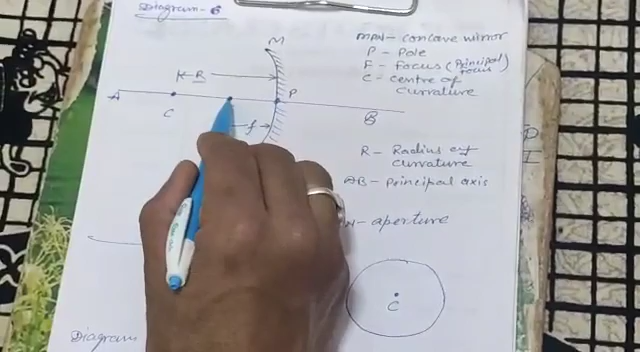 Diagram-6
MPN - concave mirror
P - Pole
F - Focus (Principal focus)
C - centre of
curvature
M
R
A
P
C
B
f
R - Radius of
curvature
AB - Principal axis
N - aperture
C
Diagram